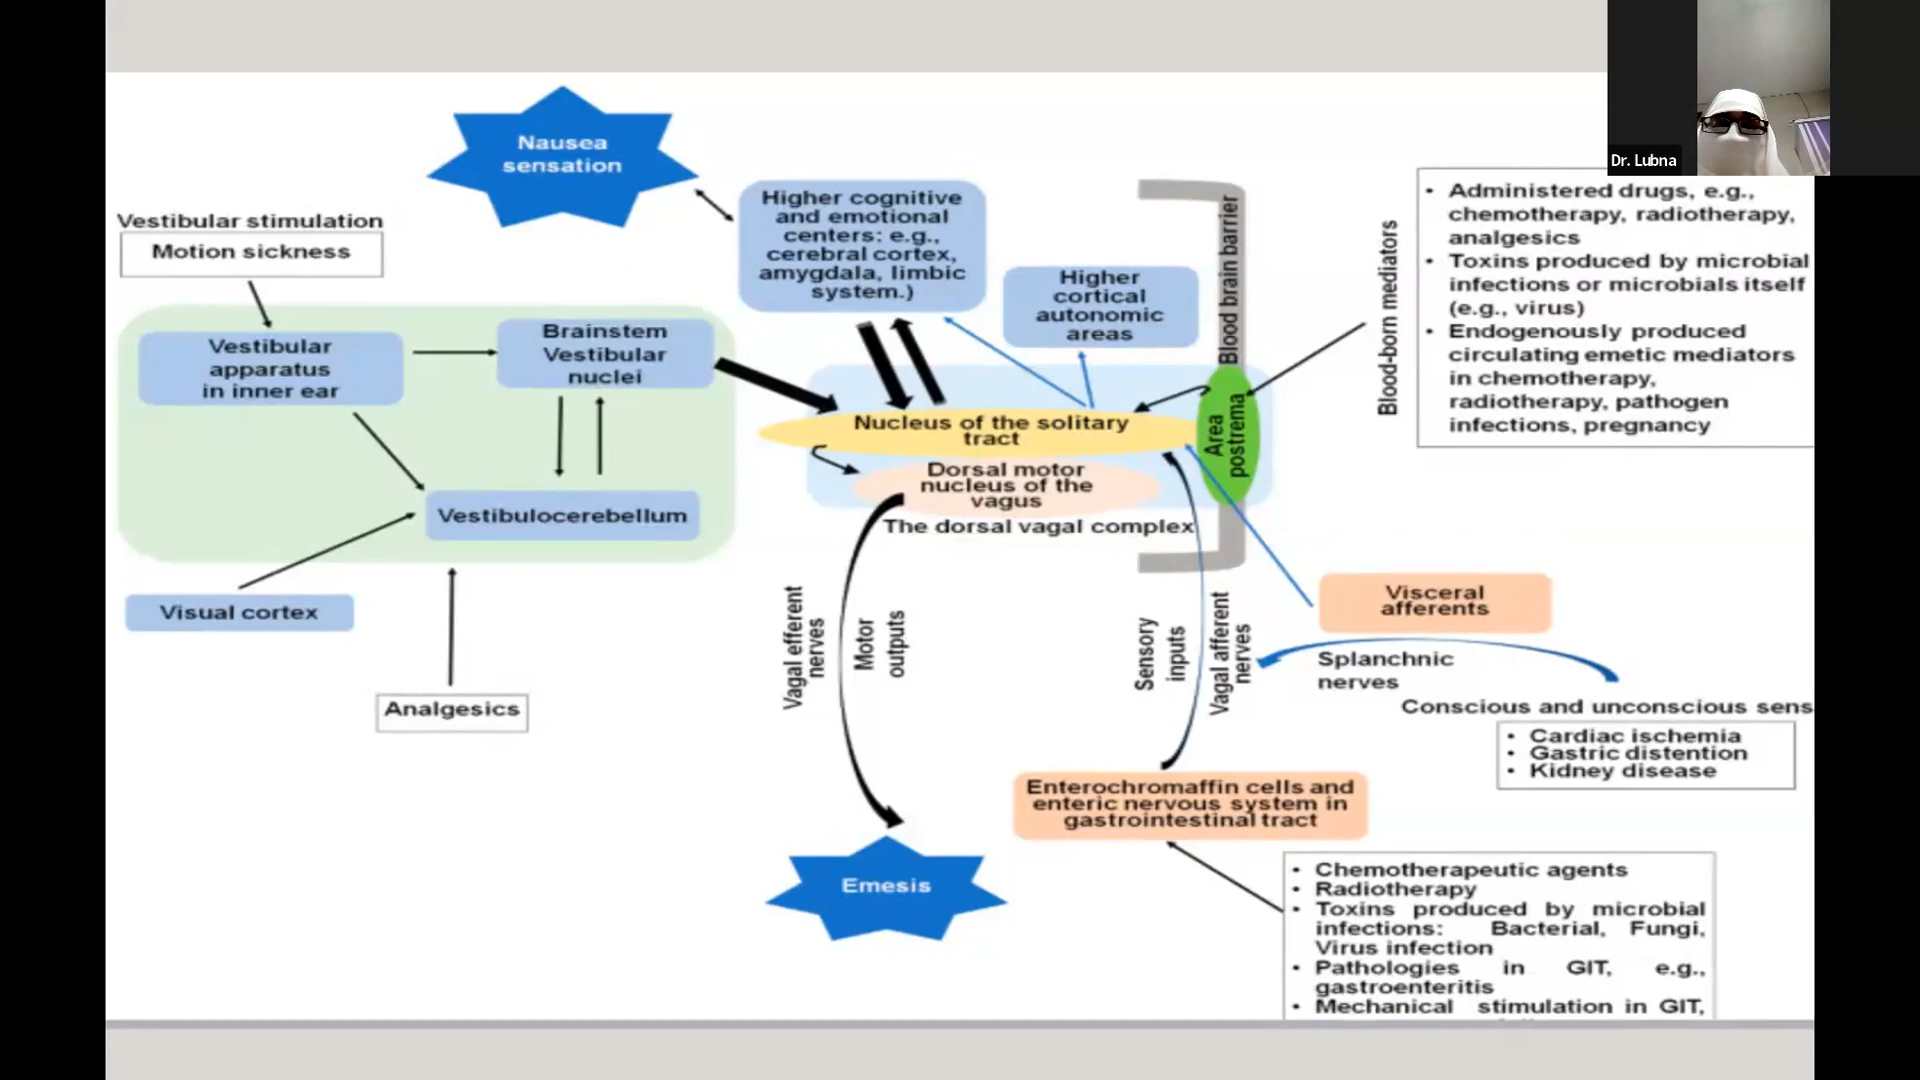 Dr. Lubna
Nausea
sensation
Vestibular stimulation
Motion sickness
Higher cognitive
and emotional
centers: e.g.,
cerebral cortex,
amygdala, limbic
system.)
Higher
cortical
autonomic
areas
Blood brain barrier
Blood-born mediators
• Administered drugs, e.g.,
chemotherapy, radiotherapy,
analgesics
• Toxins produced by microbial
infections or microbials itself
(e.g., virus)
• Endogenously produced
circulating emetic mediators
in chemotherapy,
radiotherapy, pathogen
infections, pregnancy
Vestibular
apparatus
in inner ear
Brainstem
Vestibular
nuclei
Vestibulocerebellum
Visual cortex
Analgesics
Nucleus of the solitary
tract
Area
postrema
Dorsal motor
nucleus of the
vagus
The dorsal vagal complex
Vagal efferent
nerves
Motor
outputs
Sensory
inputs
Vagal afferent
nerves
Visceral
afferents
Splanchnic
nerves
Conscious and unconscious sens
• Cardiac ischemia
• Gastric distention
• Kidney disease
Enterochromaffin cells and
enteric nervous system in
gastrointestinal tract
Emesis
• Chemotherapeutic agents
• Radiotherapy
• Toxins produced by microbial
infections: Bacterial, Fungi,
Virus infection
• Pathologies in GIT, e.g.,
gastroenteritis
• Mechanical stimulation in GIT,